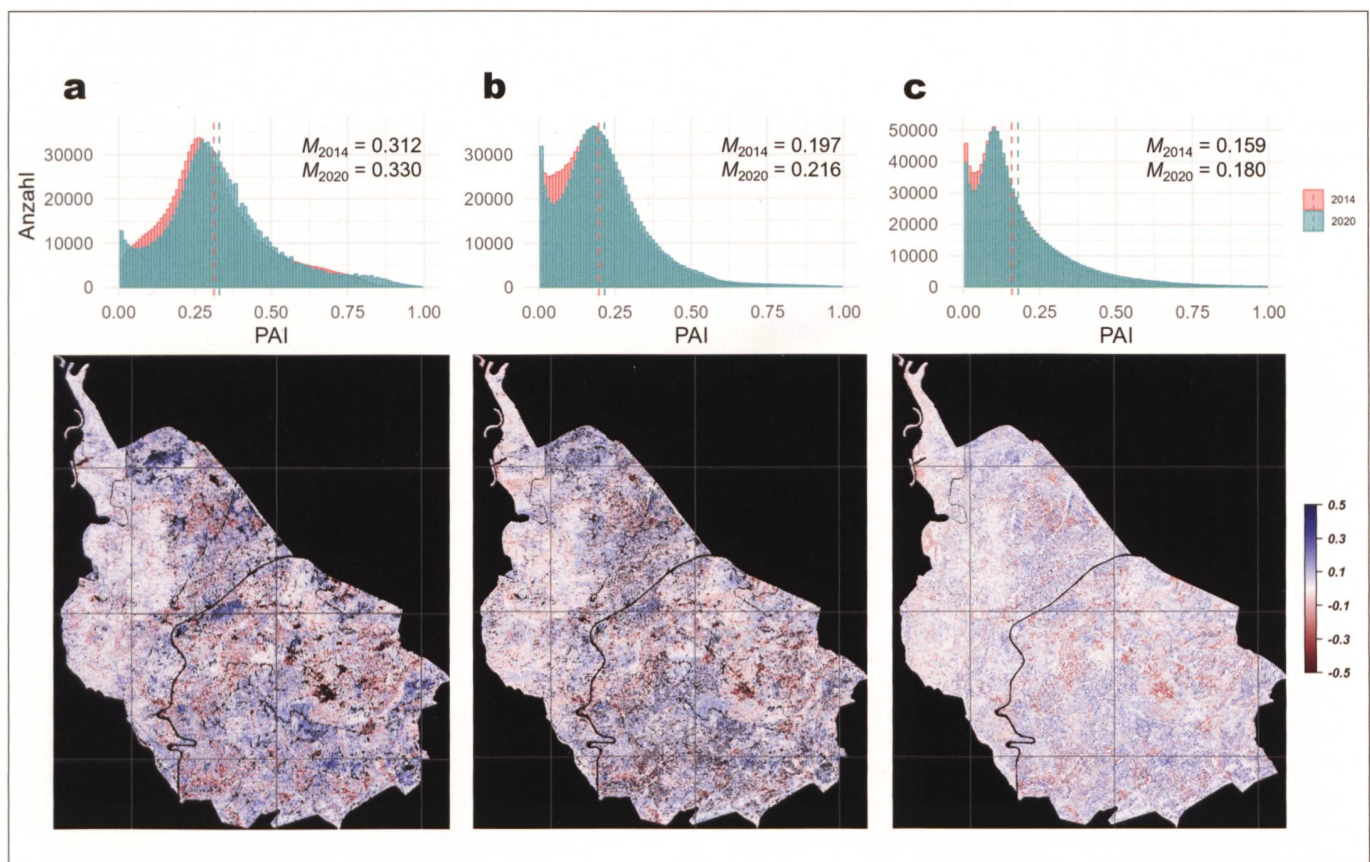 a
b
c
M2014 = 0.312
M2020 = 0.330
M2014 = 0.197
M2020 = 0.216
M2014 = 0.159
M2020 = 0.180
Anzahl
30000
20000
10000
0
30000
20000
10000
0
50000
40000
30000
20000
10000
0
2014
2020
0.00 0.25 0.50 0.75 1.00
0.00 0.25 0.50 0.75 1.00
0.00 0.25 0.50 0.75 1.00
PAI
PAI
PAI
0.5
0.3
0.1
-0.1
-0.3
-0.5